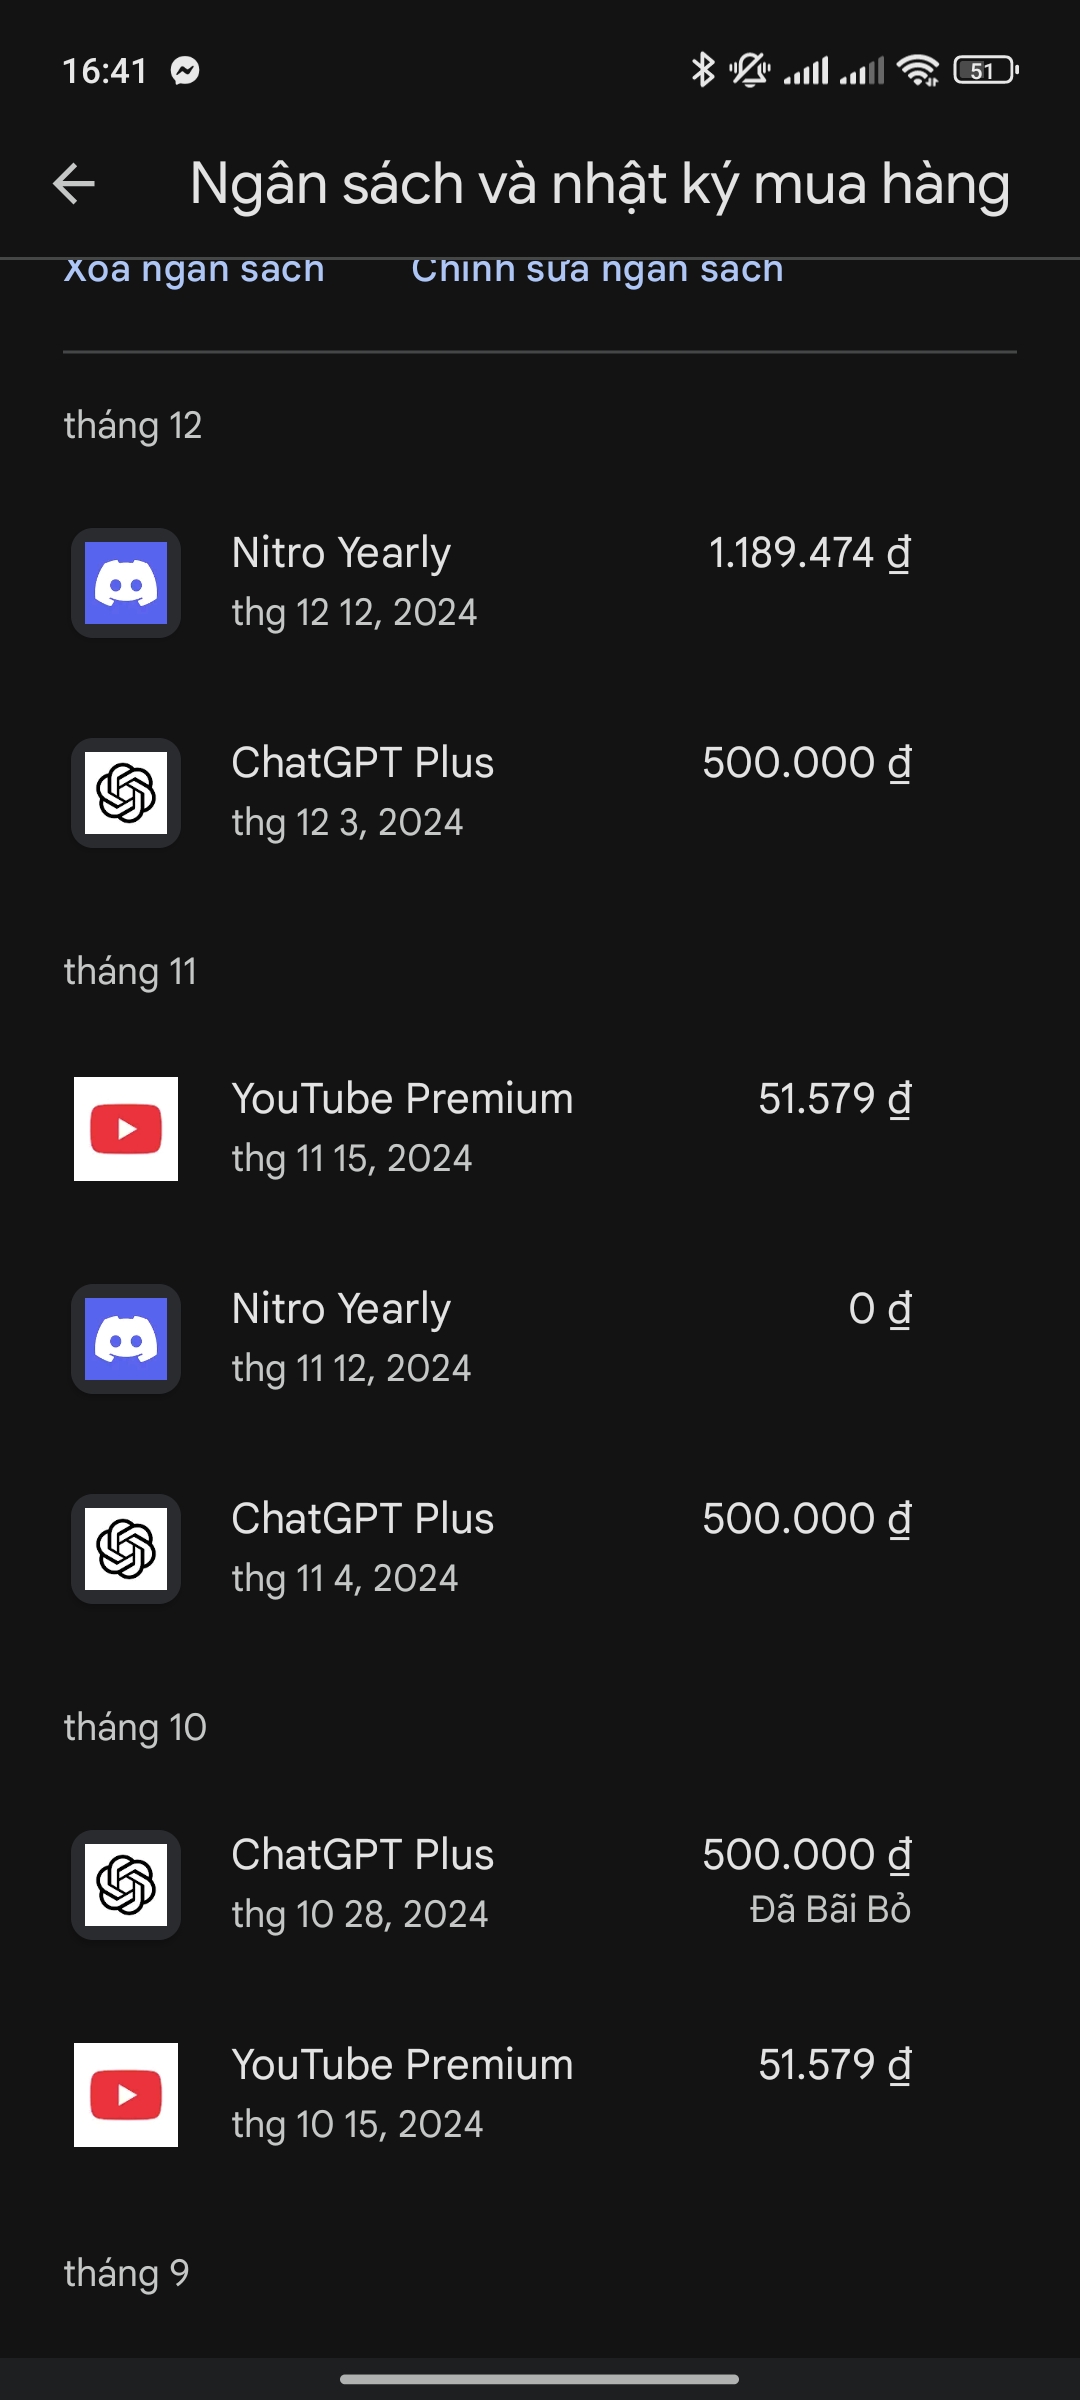 16:41
51
Ngân sách và nhật ký mua hàng
Xóa ngân sách Chỉnh sửa ngân sách
tháng 12
Nitro Yearly 1.189.474 ₫
thg 12 12, 2024
ChatGPT Plus 500.000 ₫
thg 12 3, 2024
tháng 11
YouTube Premium 51.579 ₫
thg 11 15, 2024
Nitro Yearly 0 ₫
thg 11 12, 2024
ChatGPT Plus 500.000 ₫
thg 11 4, 2024
tháng 10
ChatGPT Plus 500.000 ₫
thg 10 28, 2024 Đã Bãi Bỏ
YouTube Premium 51.579 ₫
thg 10 15, 2024
tháng 9